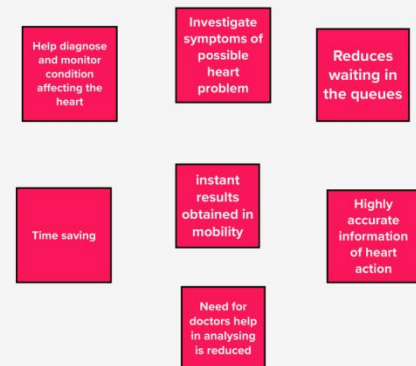 Help diagnose
and monitor
condition
affecting the
heart
Investigate
symptoms of
possible
heart
problem
Reduces
waiting in
the queues
Time saving
instant
results
obtained in
mobility
Highly
accurate
information
of heart
action
Need for
doctors help
in analysing
is reduced